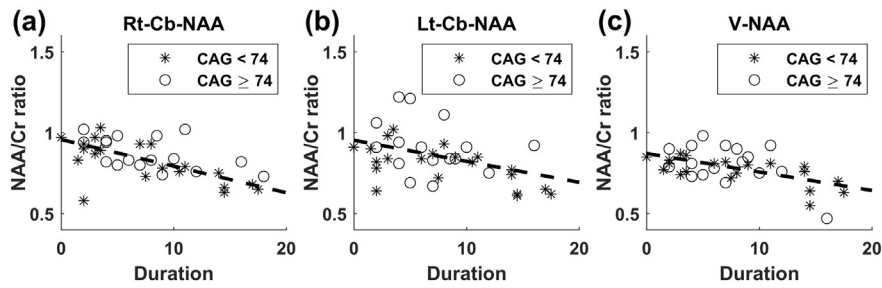 (a) Rt-Cb-NAA
1.5
1
0.5
NAA/Cr ratio
CAG < 74
CAG ≥ 74
0 10 20
Duration
(b) Lt-Cb-NAA
1.5
1
0.5
NAA/Cr ratio
CAG < 74
CAG ≥ 74
0 10 20
Duration
(c) V-NAA
1.5
1
0.5
NAA/Cr ratio
CAG < 74
CAG ≥ 74
0 10 20
Duration